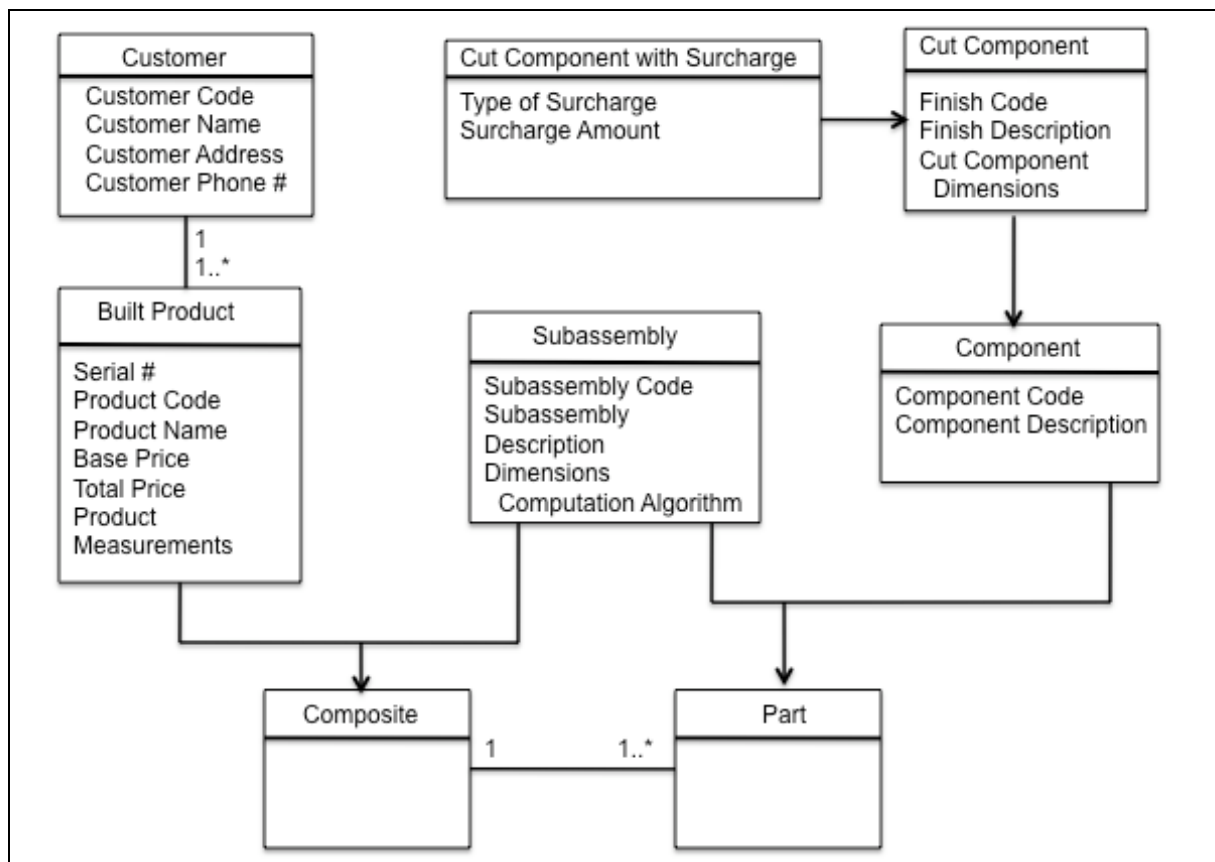 Customer
Customer Code
Customer Name
Customer Address
Customer Phone #
1
1..*
Built Product
Serial #
Product Code
Product Name
Base Price
Total Price
Product
Measurements
Cut Component with Surcharge
Type of Surcharge
Surcharge Amount
Cut Component
Finish Code
Finish Description
Cut Component
Dimensions
Subassembly
Subassembly Code
Subassembly
Description
Dimensions
Computation Algorithm
Component
Component Code
Component Description
Composite
1
1..*
Part